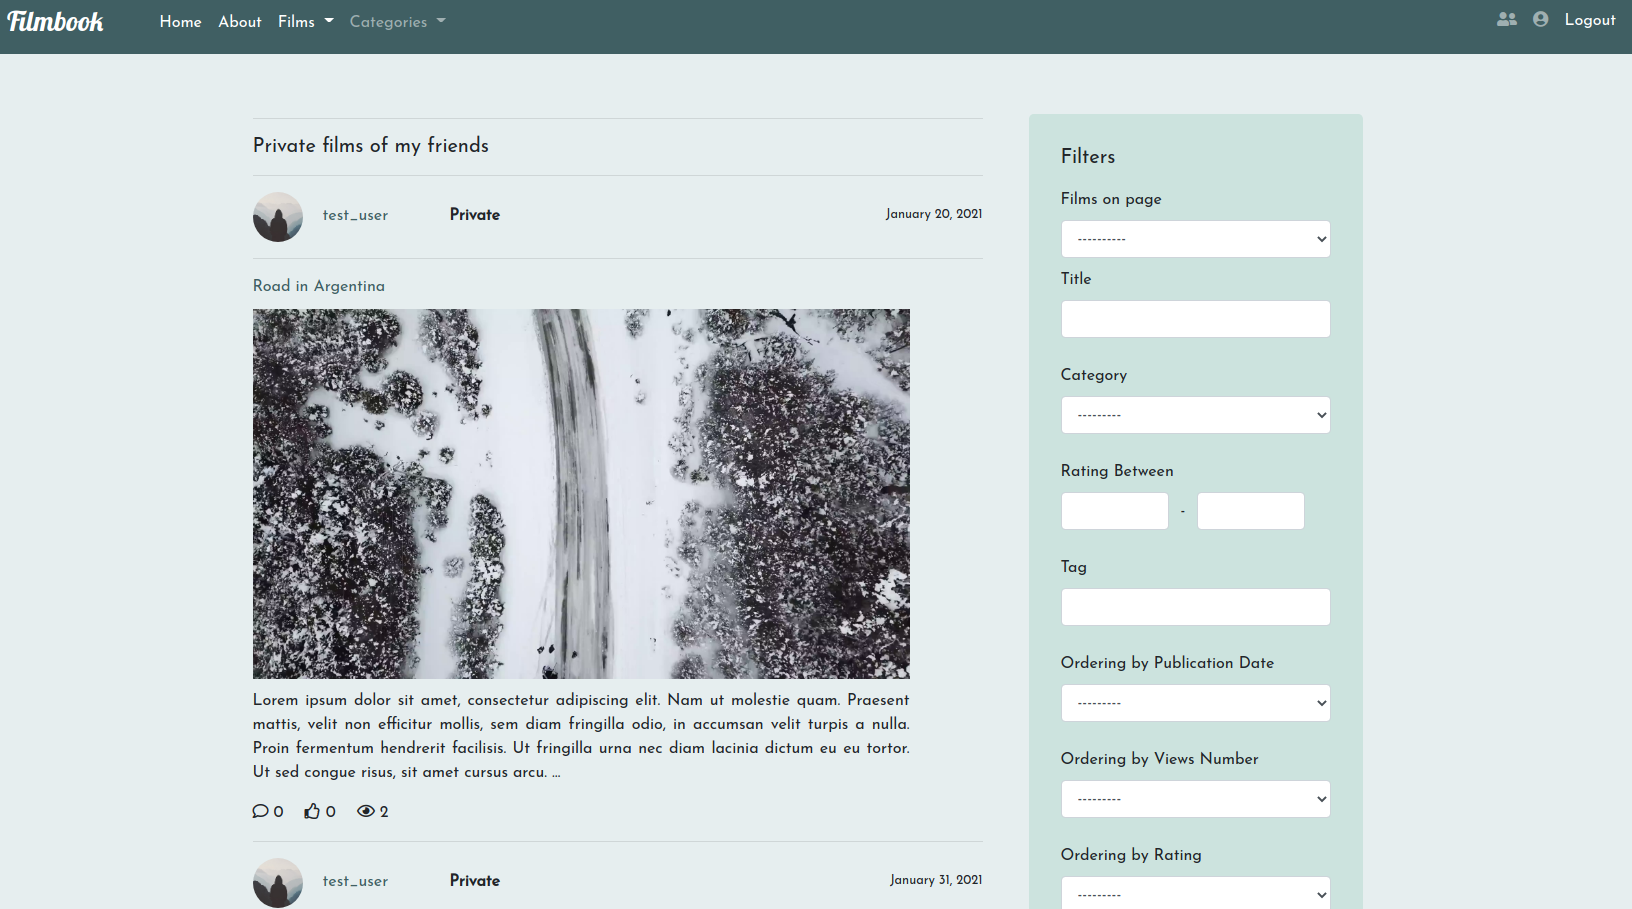 Filmbook
Home About Films Categories
Logout
Private films of my friends
test_user Private January 20, 2021
Road in Argentina
Lorem ipsum dolor sit amet, consectetur adipiscing elit. Nam ut molestie quam. Praesent
mattis, velit non efficitur mollis, sem diam fringilla odio, in accumsan velit turpis a nulla.
Proin fermentum hendrerit facilisis. Ut fringilla urna nec diam lacinia dictum eu eu tortor.
Ut sed congue risus, sit amet cursus arcu. ...
0 0 2
test_user Private January 31, 2021
Filters
Films on page
----------
Title
Category
---------
Rating Between
-
Tag
Ordering by Publication Date
---------
Ordering by Views Number
---------
Ordering by Rating
---------